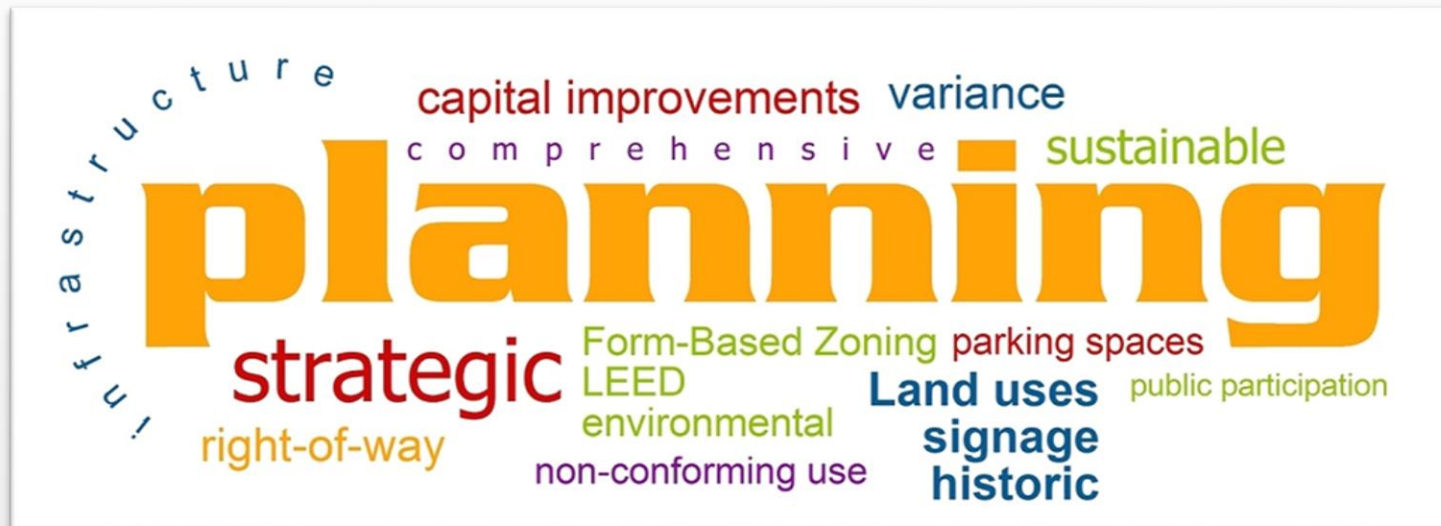 infrastructure
capital improvements
variance
comprehensive
sustainable
planning
strategic
Form-Based Zoning
parking spaces
LEED
Land uses
public participation
environmental
signage
right-of-way
non-conforming use
historic